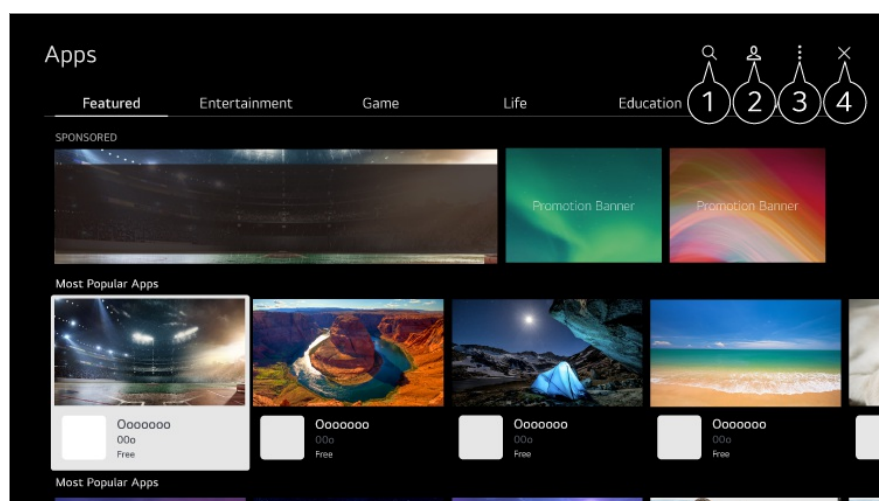 Apps
Featured Entertainment Game Life Education
1 2 3 4
SPONSORED
Promotion Banner Promotion Banner
Most Popular Apps
Ooooooo Ooooooo Ooooooo Ooooooo
00o 00o 00o 00o
Free Free Free Free
Most Popular Apps